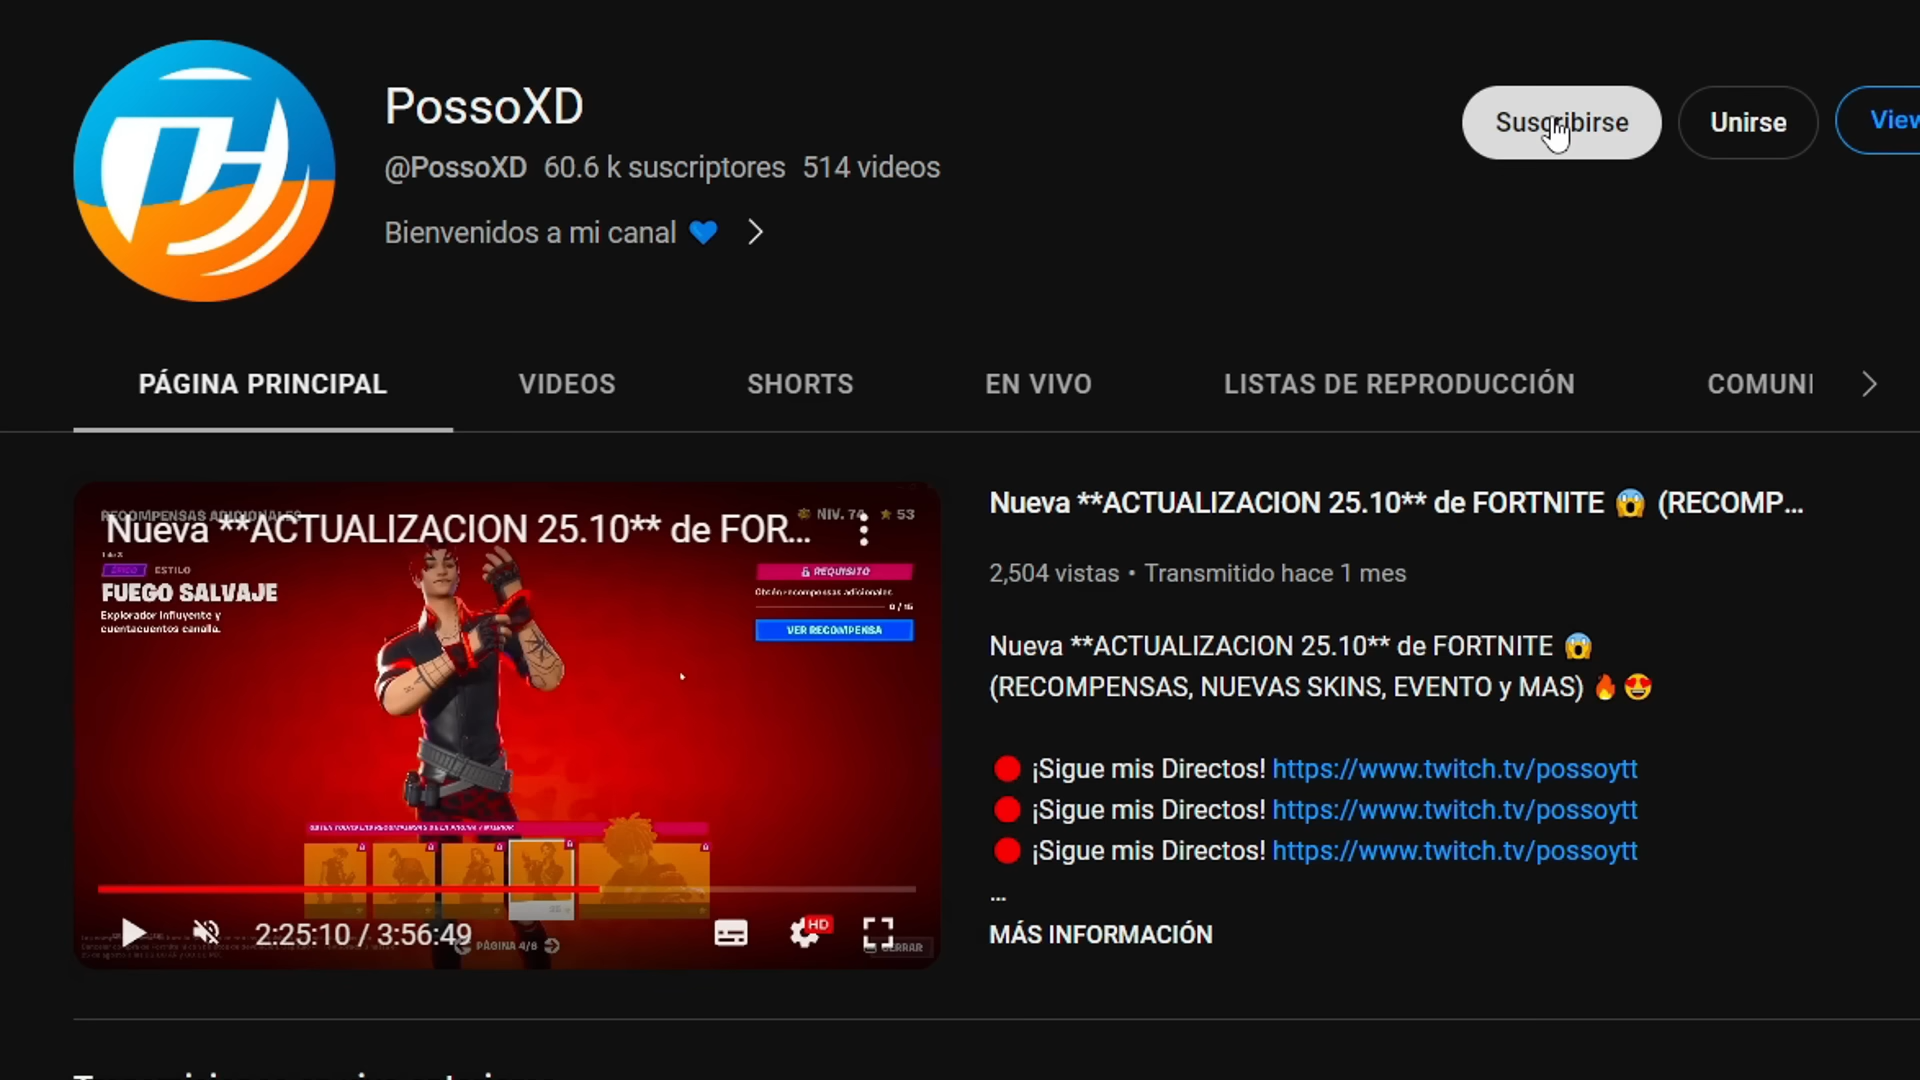 PossoXD
@PossoXD 60.6 k suscriptores 514 videos
Bienvenidos a mi canal 💙
Suscribirse
Unirse
View
PÁGINA PRINCIPAL
VIDEOS
SHORTS
EN VIVO
LISTAS DE REPRODUCCIÓN
COMUNI
RECOMPENSAS ADICIONALES
NIV. 74 53
Nueva **ACTUALIZACION 25.10** de FOR...
ÉPICO ESTILO
FUEGO SALVAJE
Explorador influyente y
cuentacuentos canalla.
REQUISITO
Obtén recompensas adicionales.
0 / 15
VER RECOMPENSA
2:25:10 / 3:56:49
PÁGINA 4/6
CERRAR
HD
Nueva **ACTUALIZACION 25.10** de FORTNITE 😱 (RECOMP...
2,504 vistas • Transmitido hace 1 mes
Nueva **ACTUALIZACION 25.10** de FORTNITE 😱
(RECOMPENSAS, NUEVAS SKINS, EVENTO y MAS) 🔥😍
🔴 ¡Sigue mis Directos! https://www.twitch.tv/possoytt
🔴 ¡Sigue mis Directos! https://www.twitch.tv/possoytt
🔴 ¡Sigue mis Directos! https://www.twitch.tv/possoytt
...
MÁS INFORMACIÓN